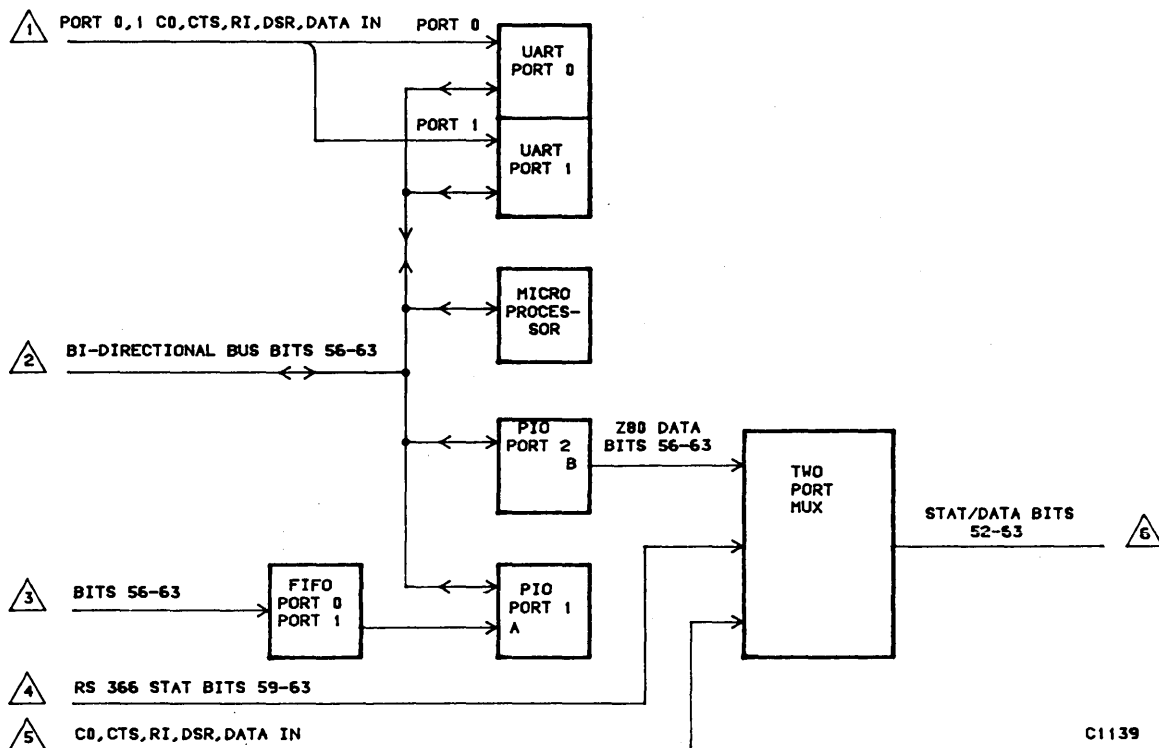 1 PORT 0,1 C0,CTS,RI,DSR,DATA IN
PORT 0
UART
PORT 0
PORT 1
UART
PORT 1
MICRO
PROCES-
SOR
2 BI-DIRECTIONAL BUS BITS 56-63
PIO
PORT 2
B
Z80 DATA
BITS 56-63
TWO
PORT
MUX
STAT/DATA BITS
52-63
6
3 BITS 56-63
FIFO
PORT 0
PORT 1
PIO
PORT 1
A
4 RS 366 STAT BITS 59-63
5 C0,CTS,RI,DSR,DATA IN
C1139